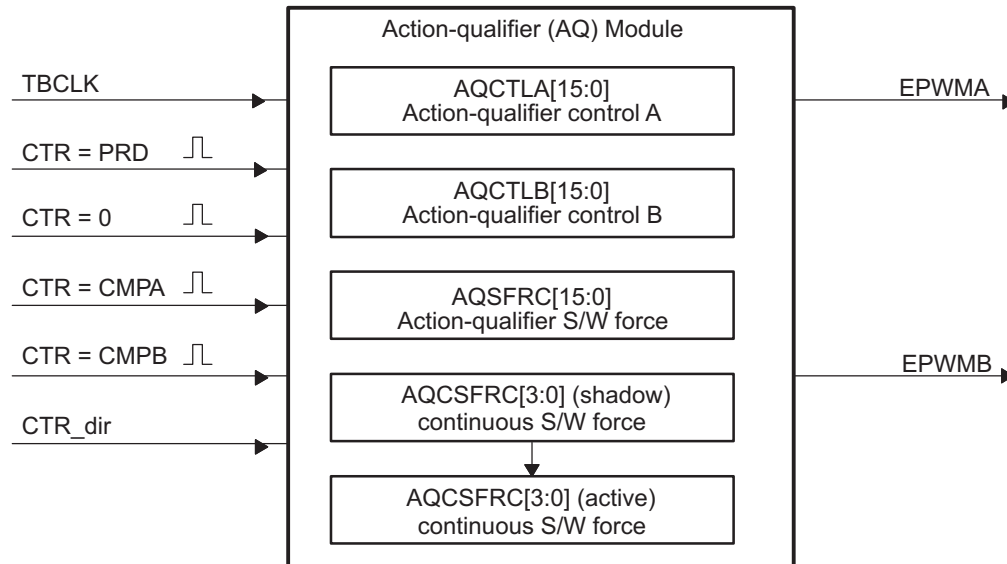 Action-qualifier (AQ) Module
TBCLK
CTR = PRD
CTR = 0
CTR = CMPA
CTR = CMPB
CTR_dir
AQCTLA[15:0]
Action-qualifier control A
AQCTLB[15:0]
Action-qualifier control B
AQSFRC[15:0]
Action-qualifier S/W force
AQCSFRC[3:0] (shadow)
continuous S/W force
AQCSFRC[3:0] (active)
continuous S/W force
EPWMA
EPWMB